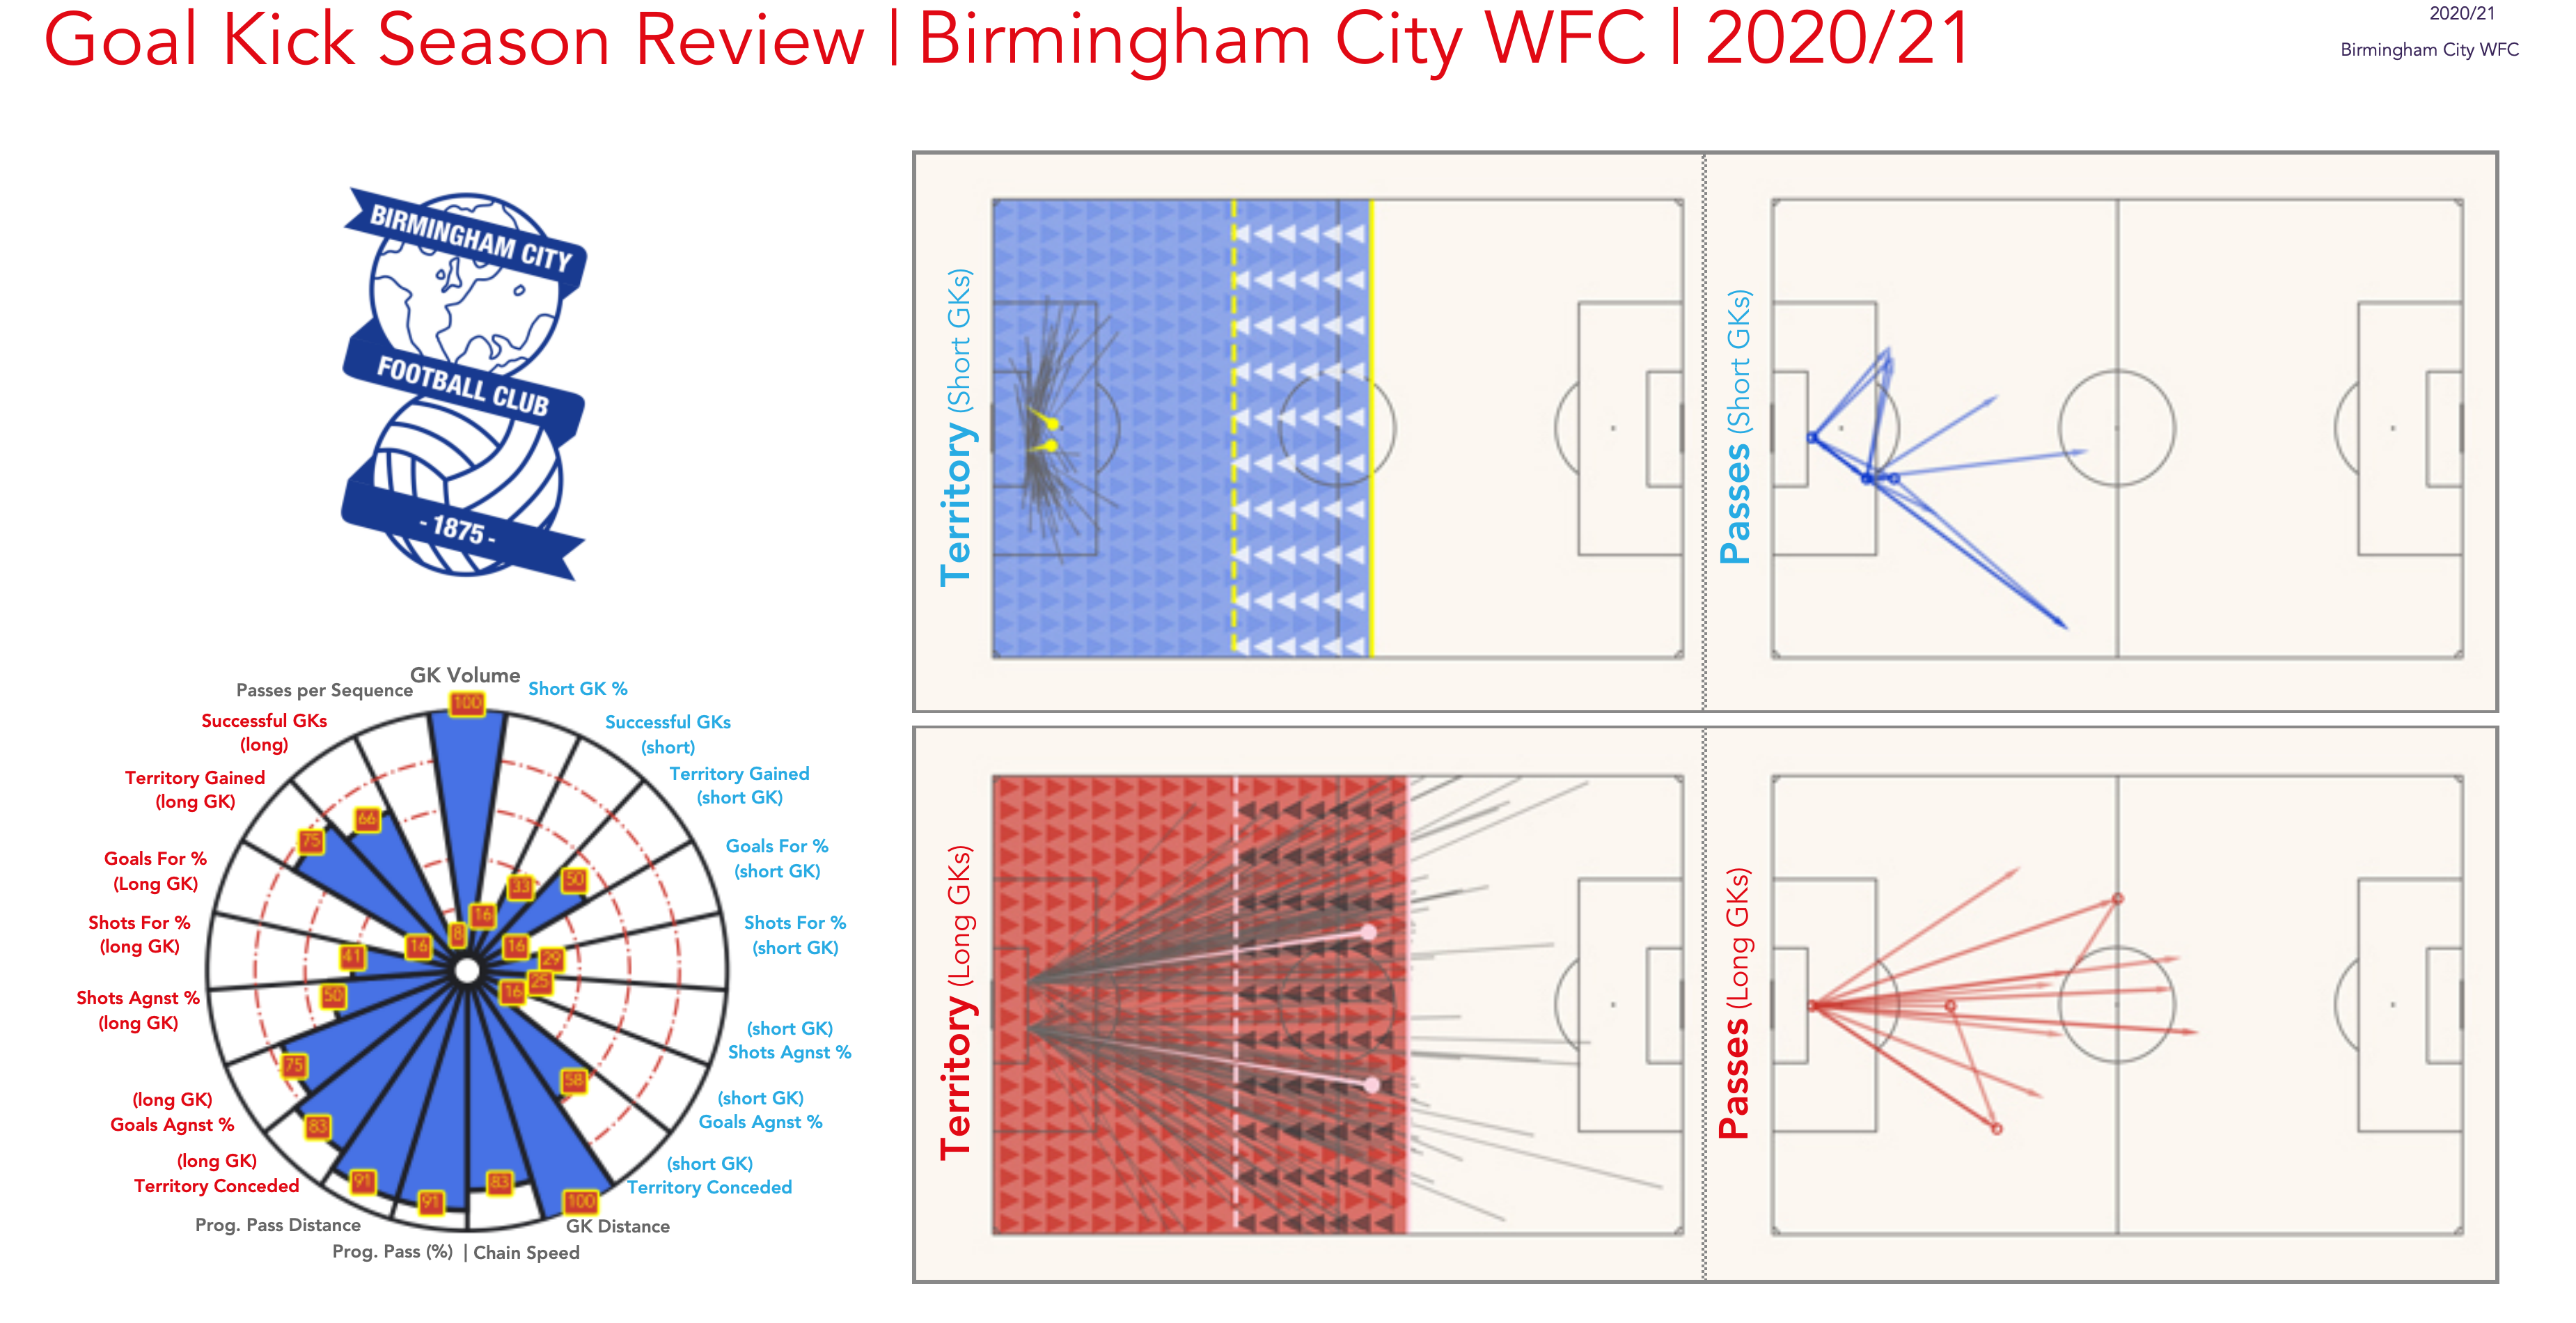 Goal Kick Season Review | Birmingham City WFC | 2020/21
2020/21
Birmingham City WFC
BIRMINGHAM CITY
FOOTBALL CLUB
- 1875 -
GK Volume
Passes per Sequence
Short GK %
Successful GKs
(long)
Successful GKs
(short)
Territory Gained
(long GK)
Territory Gained
(short GK)
Goals For %
(Long GK)
Goals For %
(short GK)
Shots For %
(long GK)
Shots For %
(short GK)
Shots Agnst %
(long GK)
(short GK)
Shots Agnst %
(long GK)
Goals Agnst %
(short GK)
Goals Agnst %
(long GK)
Territory Conceded
(short GK)
Territory Conceded
Prog. Pass Distance
GK Distance
Prog. Pass (%) | Chain Speed
100
16
33
50
16
29
25
16
58
100
83
91
91
83
75
50
41
16
75
66
8
Territory (Short GKs)
Passes (Short GKs)
Territory (Long GKs)
Passes (Long GKs)